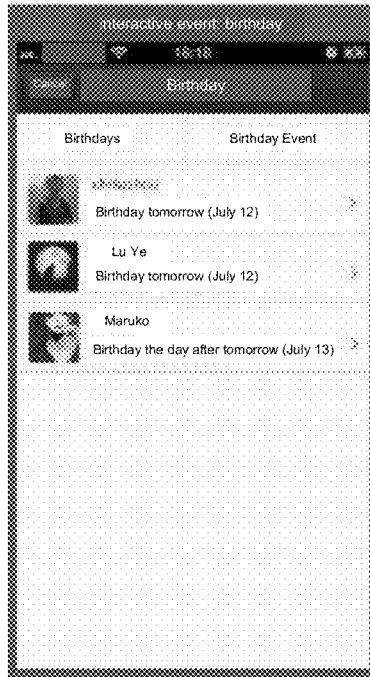 Interactive event: birthday
18:18
Cancel
Birthday
Birthdays
Birthday Event
Birthday tomorrow (July 12)
Lu Ye
Birthday tomorrow (July 12)
Maruko
Birthday the day after tomorrow (July 13)